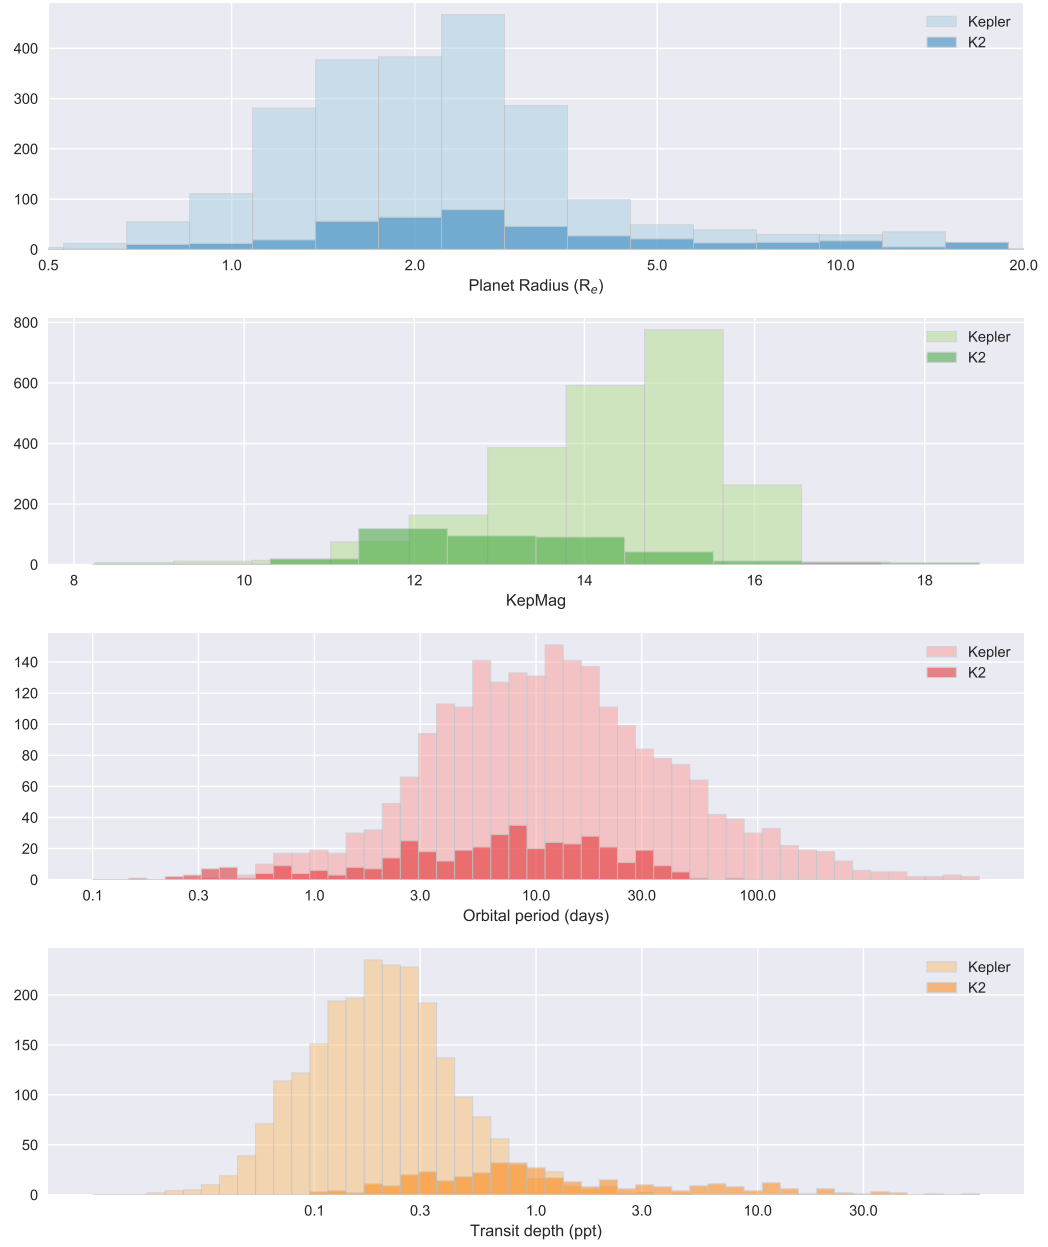 Kepler
K2
400
300
200
100
0
0.5 1.0 2.0 5.0 10.0 20.0
Planet Radius (Rₑ)
800
Kepler
K2
600
400
200
0
8 10 12 14 16 18
KepMag
Kepler
K2
140
120
100
80
60
40
20
0
0.1 0.3 1.0 3.0 10.0 30.0 100.0
Orbital period (days)
Kepler
K2
200
150
100
50
0
0.1 0.3 1.0 3.0 10.0 30.0
Transit depth (ppt)